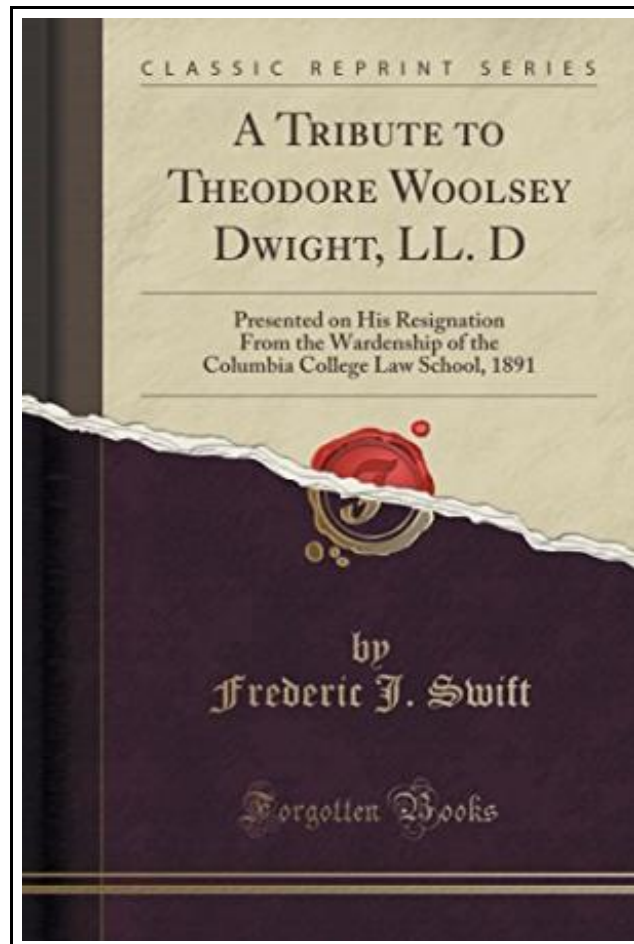 CLASSIC REPRINT SERIES
A TRIBUTE TO
THEODORE WOOLSEY
DWIGHT, LL. D
Presented on His Resignation
From the Wardenship of the
Columbia College Law School, 1891
by
Frederic J. Swift
Forgotten Books